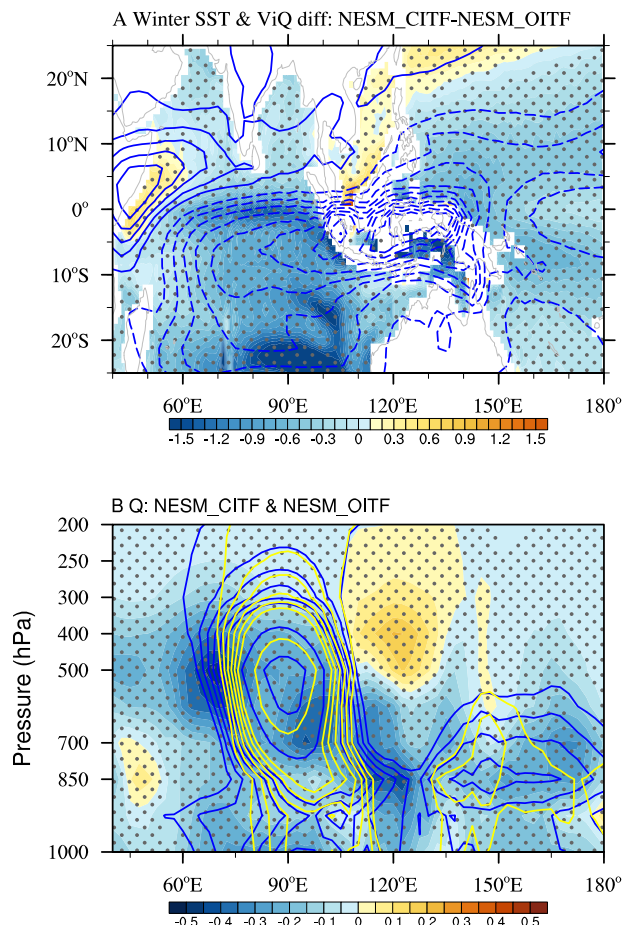 A Winter SST & ViQ diff: NESM_CITF-NESM_OITF
20°N
10°N
0°
10°S
20°S
60°E 90°E 120°E 150°E 180°
-1.5 -1.2 -0.9 -0.6 -0.3 0 0.3 0.6 0.9 1.2 1.5
B Q: NESM_CITF & NESM_OITF
Pressure (hPa)
200
300
400
500
700
850
1000
60°E 90°E 120°E 150°E 180°
-0.5 -0.4 -0.3 -0.2 -0.1 0 0.1 0.2 0.3 0.4 0.5